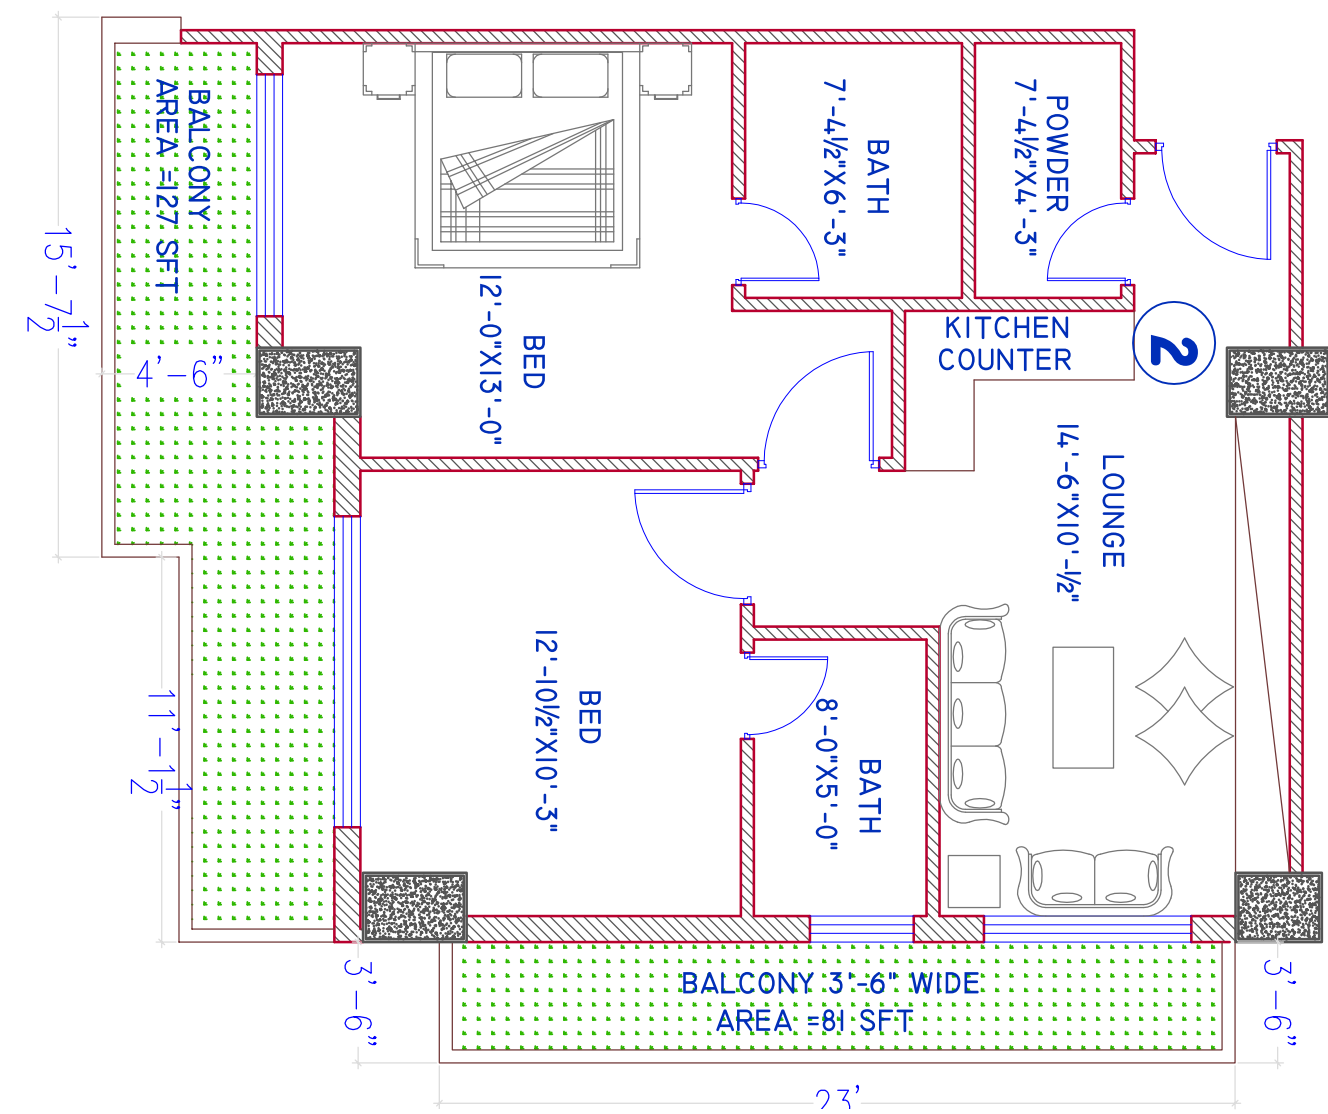 BALCONY
AREA =127 SFT
BATH
7'-4½"X6'-3"
POWDER
7'-4½"X4'-3"
KITCHEN
COUNTER
2
BED
12'-0"X13'-0"
LOUNGE
14'-6"X10'-½"
BED
12'-10½"X10'-3"
BATH
8'-0"X5'-0"
BALCONY 3'-6" WIDE
AREA =81 SFT
15'-7½"
4'-6"
11'-1½"
3'-6"
3'-6"
23'